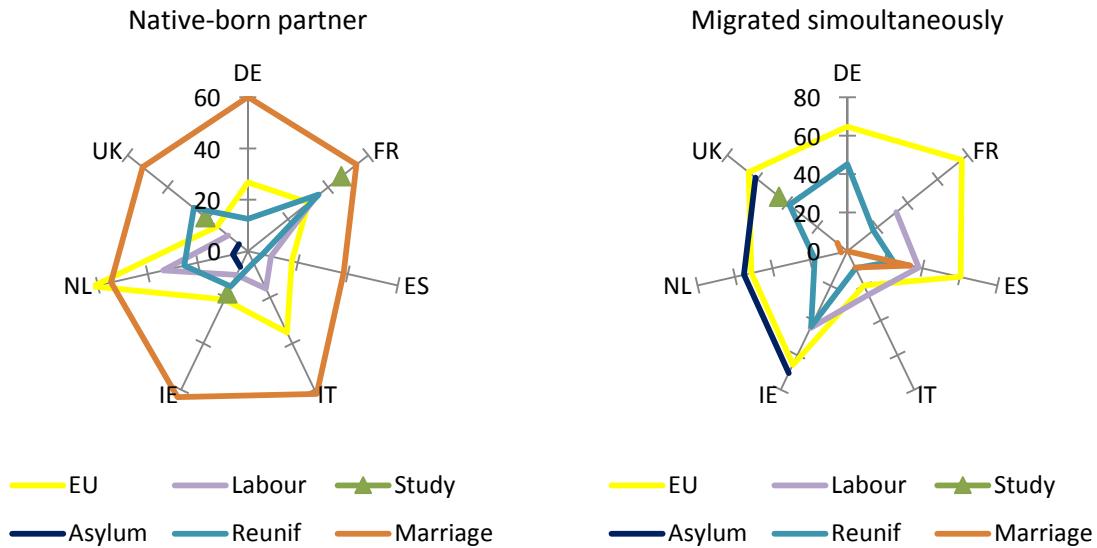 Native-born partner
DE
60
40
20
0
FR
ES
IT
IE
NL
UK
EU
Labour
Study
Asylum
Reunif
Marriage
Migrated simoultaneously
DE
80
60
40
20
0
FR
ES
IT
IE
NL
UK
EU
Labour
Study
Asylum
Reunif
Marriage